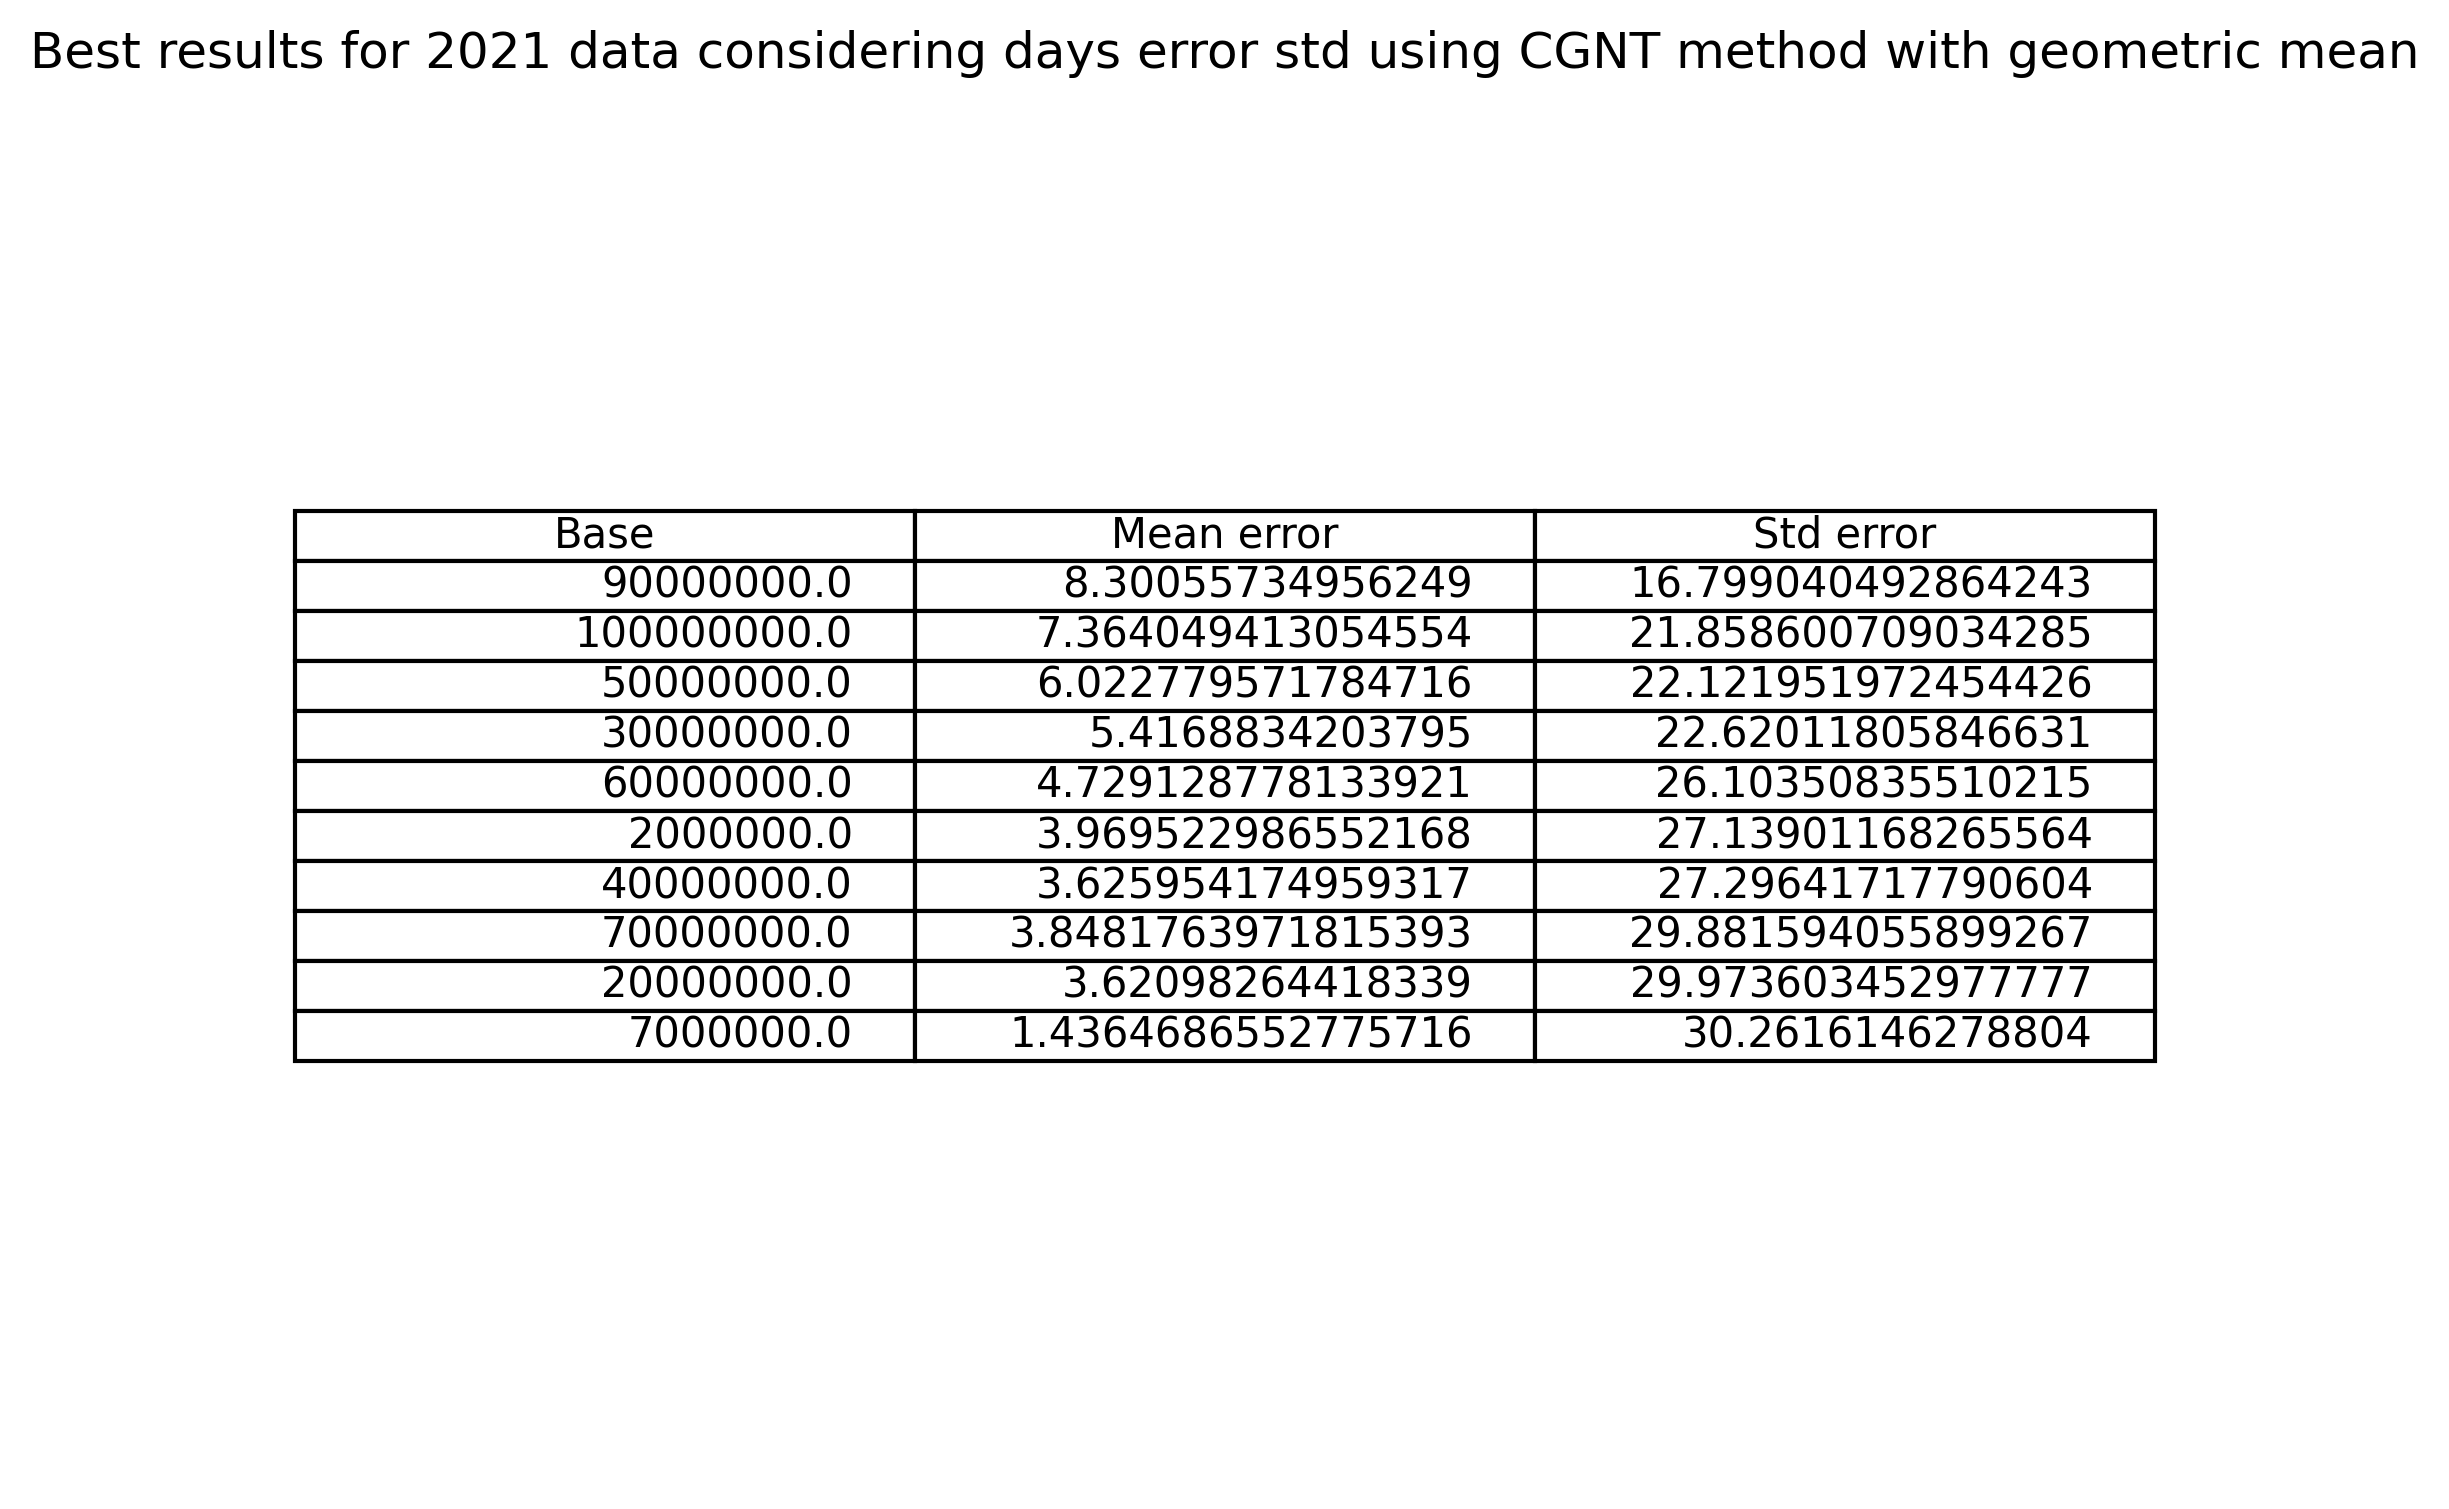 Best results for 2021 data considering days error std using CGNT method with geometric mean
Base Mean error Std error
90000000.0 8.30055734956249 16.799040492864243
100000000.0 7.364049413054554 21.858600709034285
50000000.0 6.022779571784716 22.121951972454426
30000000.0 5.4168834203795 22.62011805846631
60000000.0 4.729128778133921 26.10350835510215
2000000.0 3.969522986552168 27.13901168265564
40000000.0 3.625954174959317 27.29641717790604
70000000.0 3.8481763971815393 29.881594055899267
20000000.0 3.62098264418339 29.973603452977777
7000000.0 1.4364686552775716 30.2616146278804